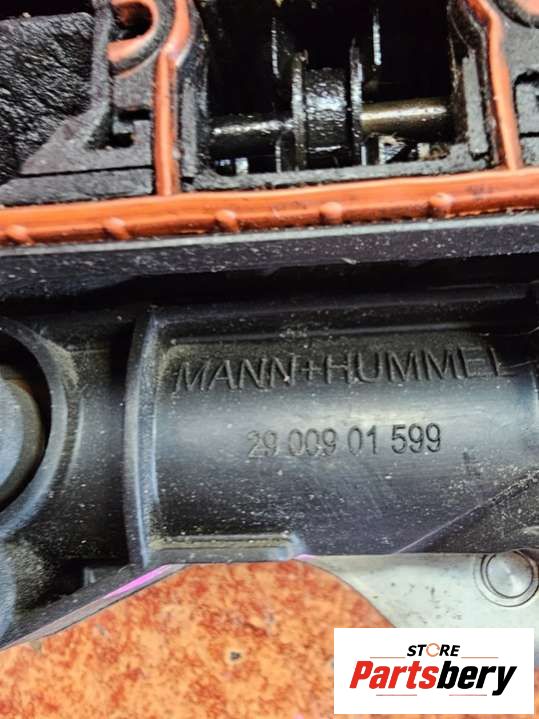 MANN+HUMMEL
29 009 01 599
STORE
Partsbery